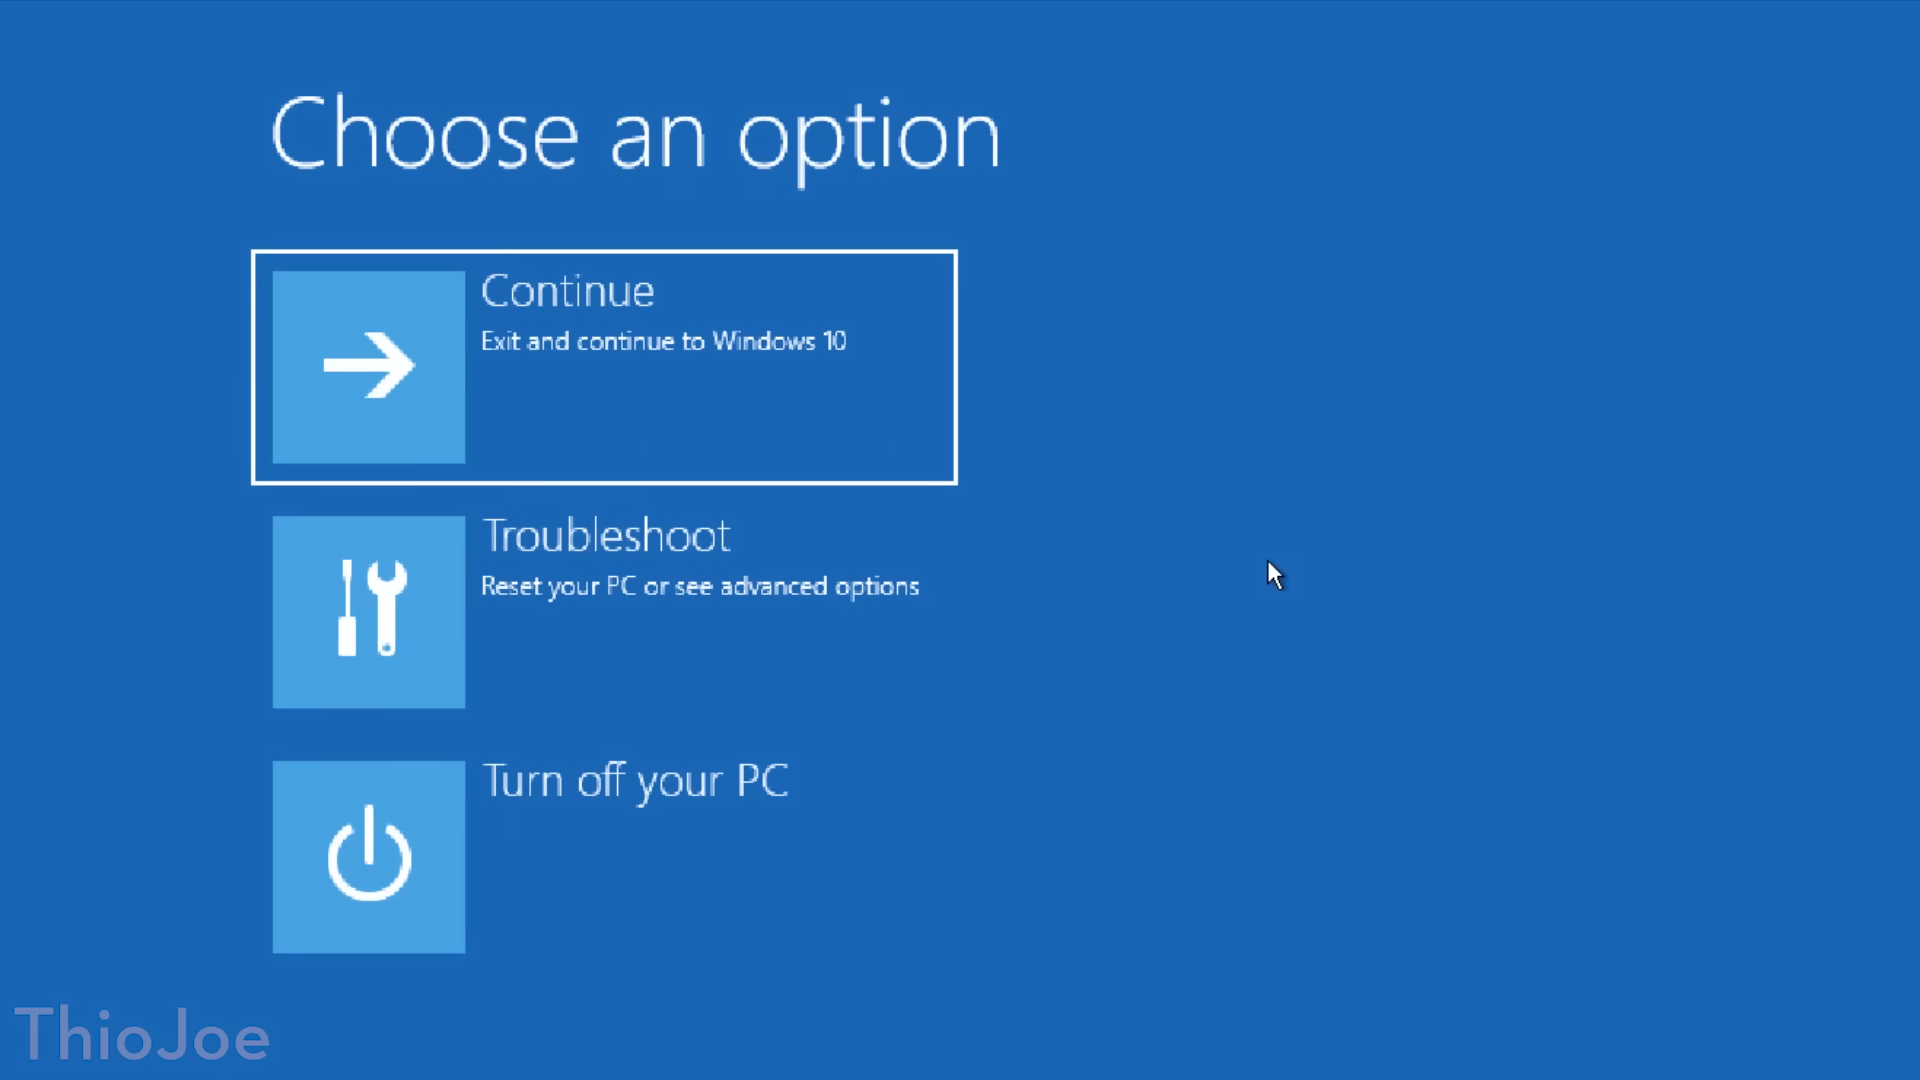 Choose an option
Continue
Exit and continue to Windows 10
Troubleshoot
Reset your PC or see advanced options
Turn off your PC
ThioJoe